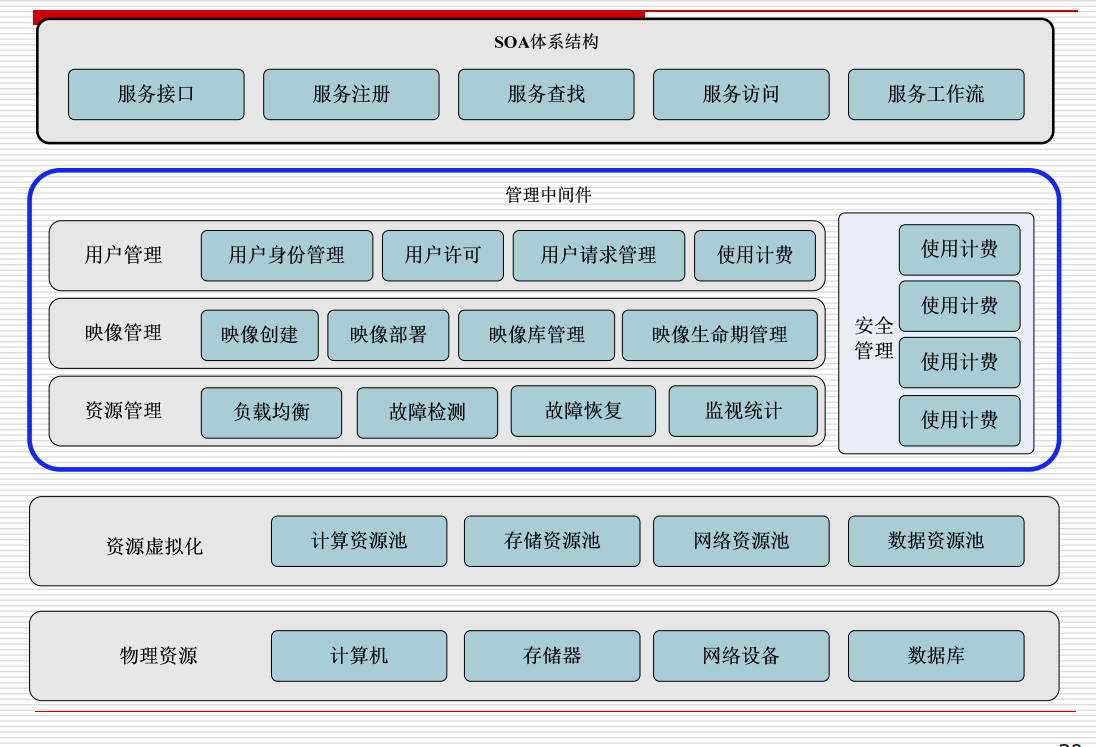 SOA体系结构
服务接口
服务注册
服务查找
服务访问
服务工作流
管理中间件
用户管理
用户身份管理
用户许可
用户请求管理
使用计费
映像管理
映像创建
映像部署
映像库管理
映像生命期管理
资源管理
负载均衡
故障检测
故障恢复
监视统计
安全
管理
使用计费
使用计费
使用计费
使用计费
资源虚拟化
计算资源池
存储资源池
网络资源池
数据资源池
物理资源
计算机
存储器
网络设备
数据库